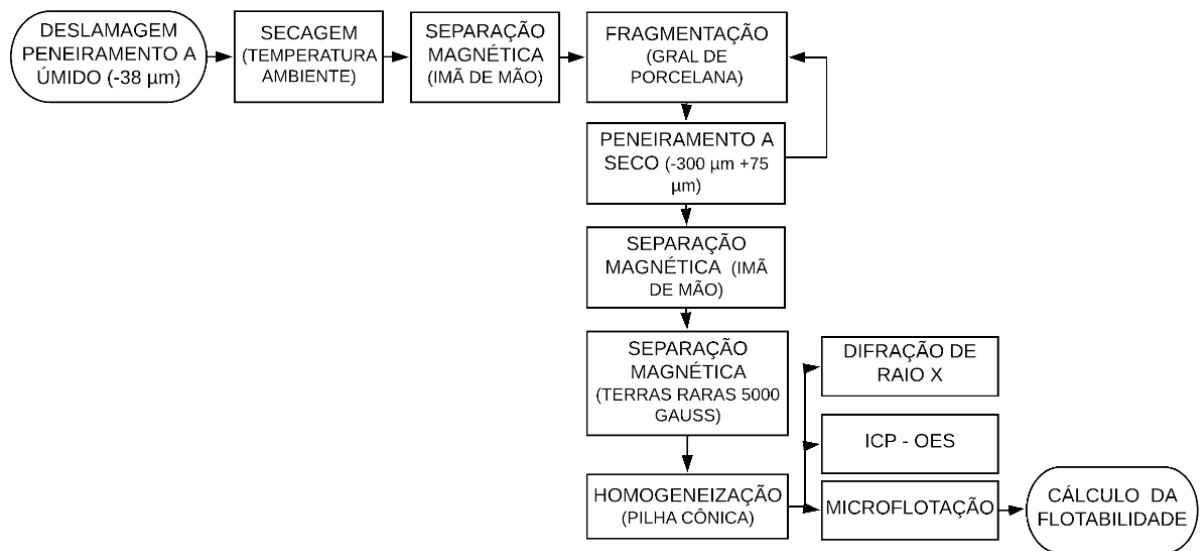 DESLAMAGEM
PENEIRAMENTO A
ÚMIDO (-38 µm)
SECAGEM
(TEMPERATURA
AMBIENTE)
SEPARAÇÃO
MAGNÉTICA
(IMÃ DE MÃO)
FRAGMENTAÇÃO
(GRAL DE
PORCELANA)
PENEIRAMENTO A
SECO (-300 µm +75
µm)
SEPARAÇÃO
MAGNÉTICA (IMÃ
DE MÃO)
SEPARAÇÃO
MAGNÉTICA
(TERRAS RARAS 5000
GAUSS)
HOMOGENEIZAÇÃO
(PILHA CÔNICA)
DIFRAÇÃO DE
RAIO X
ICP - OES
MICROFLOTAÇÃO
CÁLCULO DA
FLOTABILIDADE